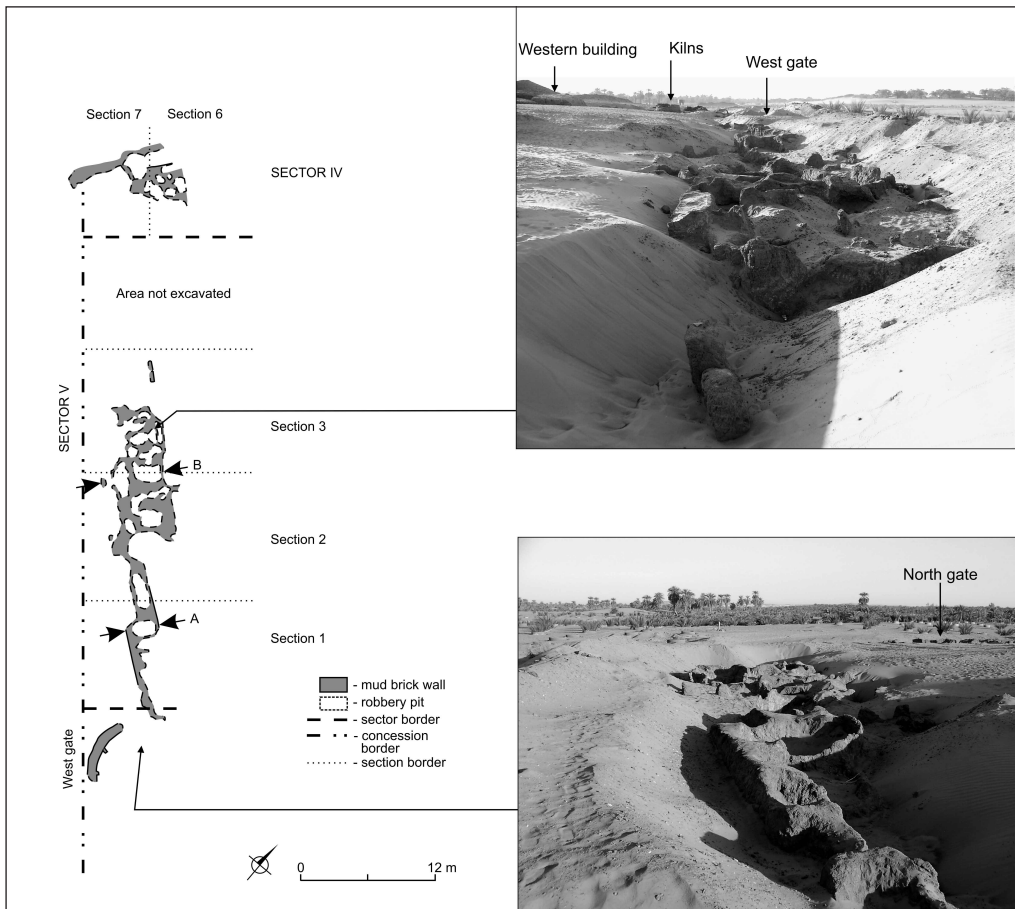 Section 7
Section 6
SECTOR IV
Area not excavated
SECTOR V
Section 3
B
Section 2
A
Section 1
- mud brick wall
- robbery pit
- sector border
- concession
border
- section border
West gate
0
12 m
Western building
Kilns
West gate
North gate